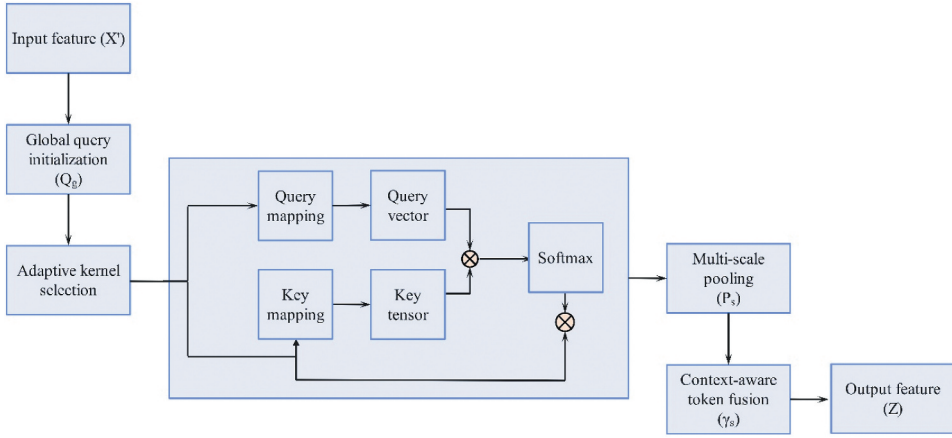 Input feature (X')
Global query
initialization
(Qg)
Adaptive kernel
selection
Query
mapping
Query
vector
Key
mapping
Key
tensor
Softmax
Multi-scale
pooling
(Ps)
Context-aware
token fusion
(γs)
Output feature
(Z)